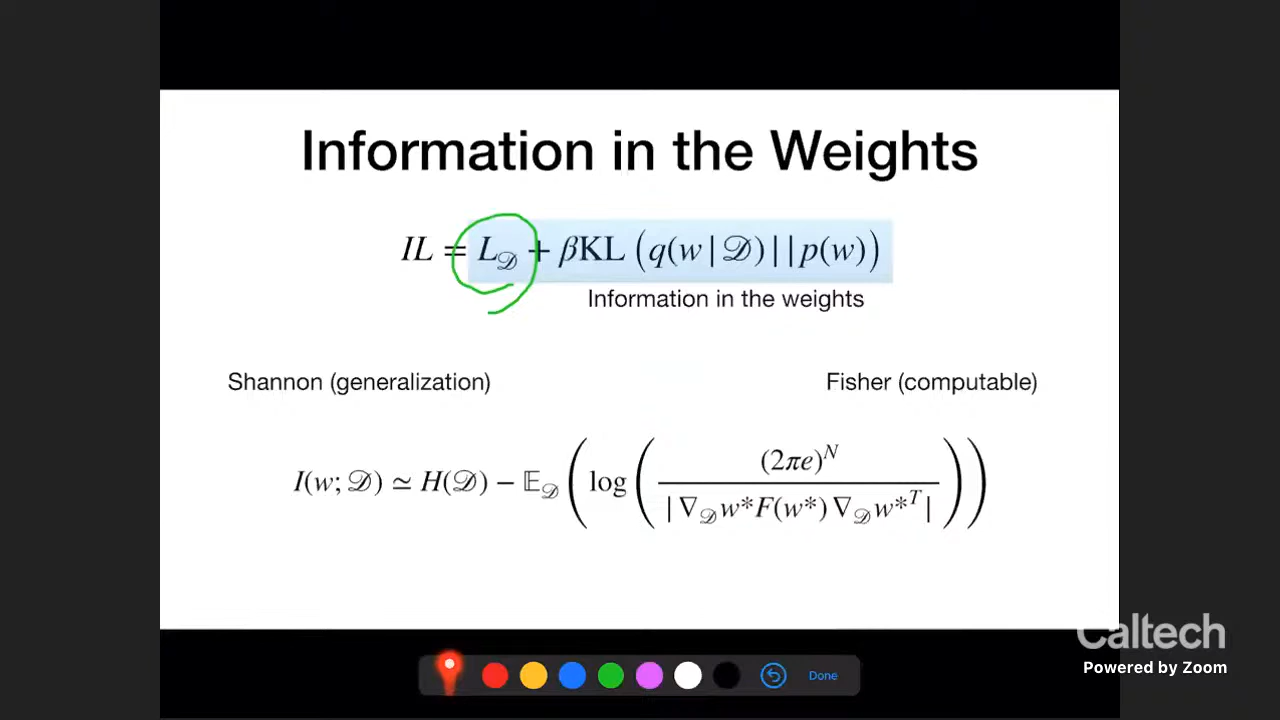 Information in the Weights
IL = L_𝒟 + βKL (q(w|𝒟)||p(w))
Information in the weights
Shannon (generalization)
Fisher (computable)
I(w; 𝒟) ≃ H(𝒟) − 𝔼_𝒟 (log ((2πe)^N / |∇_𝒟 w* F(w*) ∇_𝒟 w*^T|))
Caltech
Powered by Zoom
Done